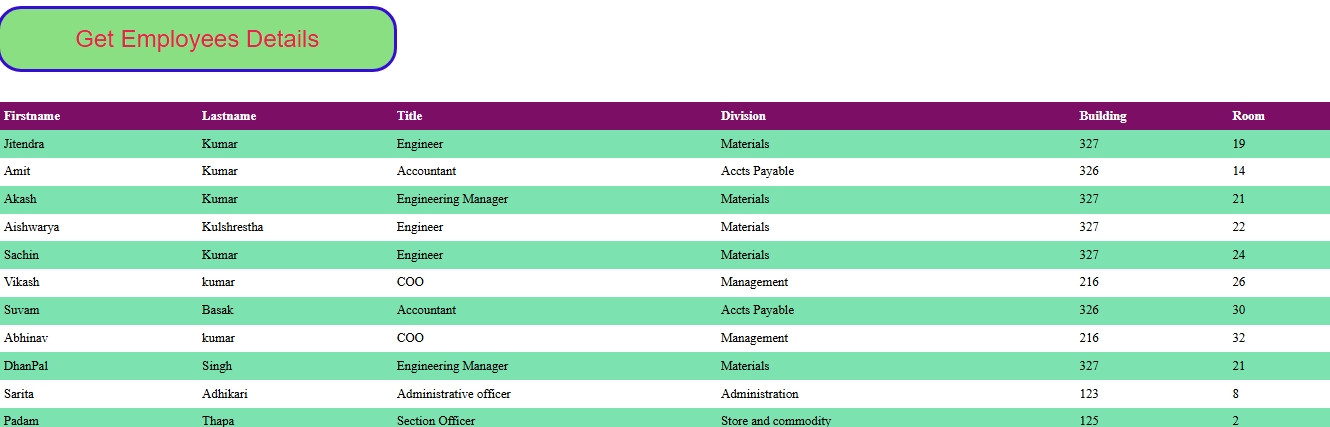 Get Employees Details
Firstname Lastname Title Division Building Room
Jitendra Kumar Engineer Materials 327 19
Amit Kumar Accountant Accts Payable 326 14
Akash Kumar Engineering Manager Materials 327 21
Aishwarya Kulshrestha Engineer Materials 327 22
Sachin Kumar Engineer Materials 327 24
Vikash kumar COO Management 216 26
Suvam Basak Accountant Accts Payable 326 30
Abhinav kumar COO Management 216 32
DhanPal Singh Engineering Manager Materials 327 21
Sarita Adhikari Administrative officer Administration 123 8
Padam Thapa Section Officer Store and commodity 125 2